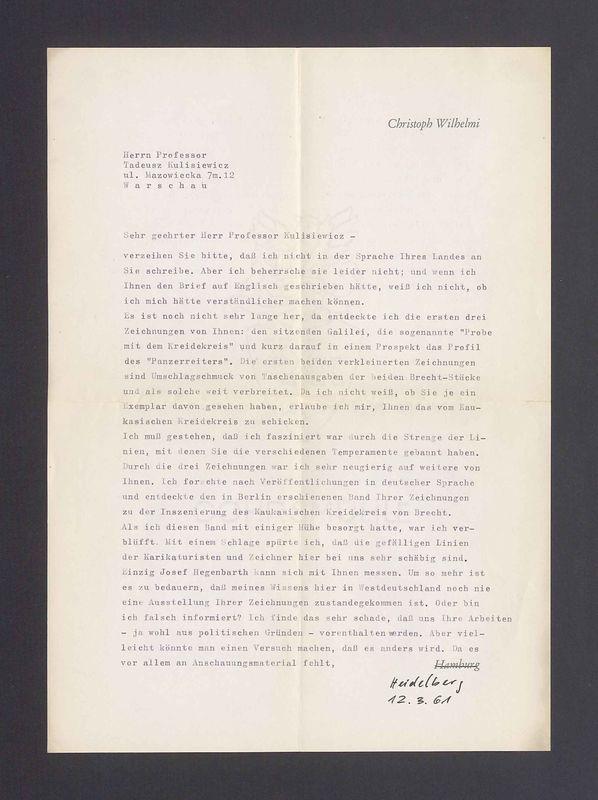 Christoph Wilhelmi
Herrn Professor
Tadeusz Kulisiewicz
ul. Mazowiecka 7m.12
W a r s c h a u
Sehr geehrter Herr Professor Kulisiewicz -
verzeihen Sie bitte, daß ich nicht in der Sprache Ihres Landes an
Sie schreibe. Aber ich beherrsche sie leider nicht; und wenn ich
Ihnen den Brief auf Englisch geschrieben hätte, weiß ich nicht, ob
ich mich hätte verständlicher machen können.
Es ist noch nicht sehr lange her, da entdeckte ich die ersten drei
Zeichnungen von Ihnen: den sitzenden Galilei, die sogenannte "Probe
mit dem Kreidekreis" und kurz darauf in einem Prospekt das Profil
des "Panzerreiters". Die ersten beiden verkleinerten Zeichnungen
sind Umschlagschmuck von Taschenausgaben der beiden Brecht-Stücke
und als solche weit verbreitet. Da ich nicht weiß, ob Sie je ein
Exemplar davon gesehen haben, erlaube ich mir, Ihnen das vom Kau-
kasischen Kreidekreis zu schicken.
Ich muß gestehen, daß ich fasziniert war durch die Strenge der Li-
nien, mit denen Sie die verschiedenen Temperamente gebannt haben.
Durch die drei Zeichnungen war ich sehr neugierig auf weitere von
Ihnen. Ich forschte nach Veröffentlichungen in deutscher Sprache
und entdeckte den in Berlin erschienenen Band Ihrer Zeichnungen
zu der Inszenierung des Kaukasischen Kreidekreis von Brecht.
Als ich diesen Band mit einiger Mühe besorgt hatte, war ich ver-
blüfft. Mit einem Schlage spürte ich, daß die gefälligen Linien
der Karikaturisten und Zeichner hier bei uns sehr schäbig sind.
Einzig Josef Hegenbarth kann sich mit Ihnen messen. Um so mehr ist
es zu bedauern, daß meines Wissens hier in Westdeutschland noch nie
eine Ausstellung Ihrer Zeichnungen zustandegekommen ist. Oder bin
ich falsch informiert? Ich finde das sehr schade, daß uns Ihre Arbeiten
- ja wohl aus politischen Gründen - vorenthalten werden. Aber viel-
leicht könnte man einen Versuch machen, daß es anders wird. Da es
vor allem an Anschauungsmaterial fehlt,
Hamburg
Heidelberg
12.3.61